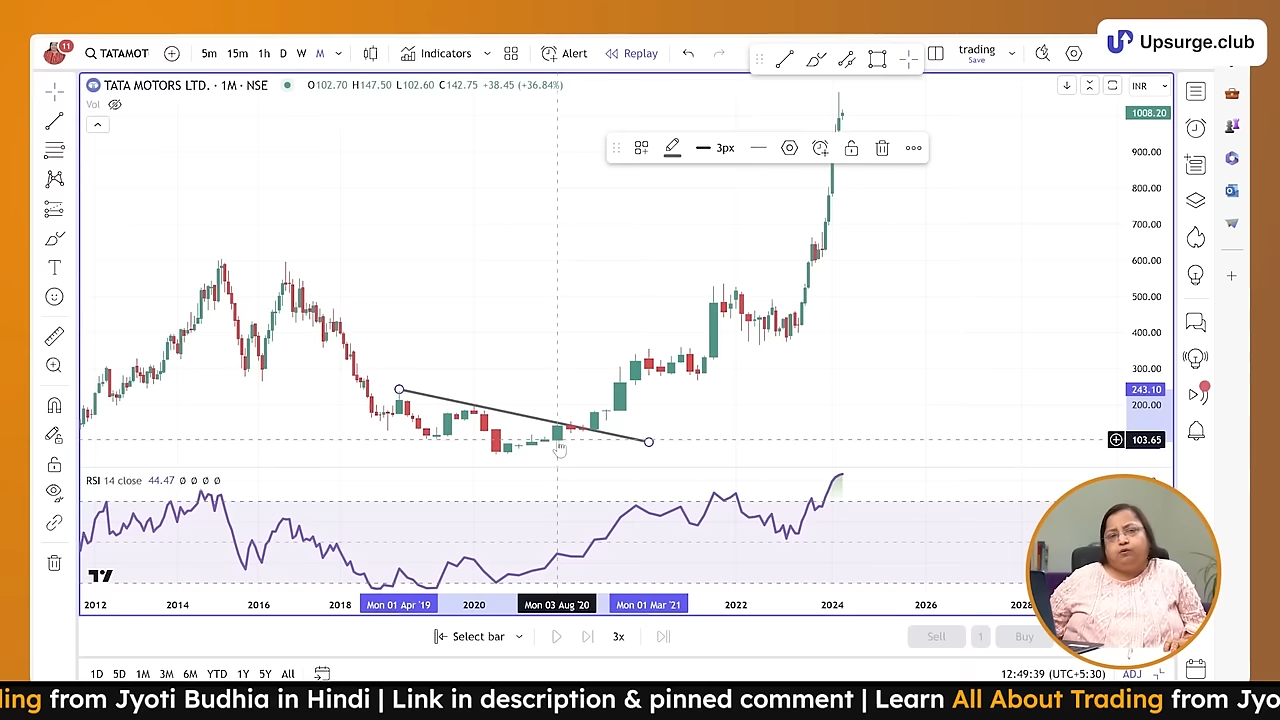 Upsurge.club
11
TATAMOT
5m 15m 1h D W M
Indicators
Alert
Replay
trading
Save
TATA MOTORS LTD. · 1M · NSE
O102.70 H147.50 L102.60 C142.75 +38.45 (+36.84%)
INR
Vol
1008.20
3px
900.00
800.00
700.00
600.00
500.00
400.00
300.00
243.10
200.00
103.65
RSI 14 close 44.47 Ø Ø Ø Ø
2012 2014 2016 2018 Mon 01 Apr '19 2020 Mon 03 Aug '20 Mon 01 Mar '21 2022 2024 2026 2028
Select bar
3x
Sell 1 Buy
1D 5D 1M 3M 6M YTD 1Y 5Y All
12:49:39 (UTC+5:30) ADJ
ding from Jyoti Budhia in Hindi | Link in description & pinned comment | Learn All About Trading from Jyo